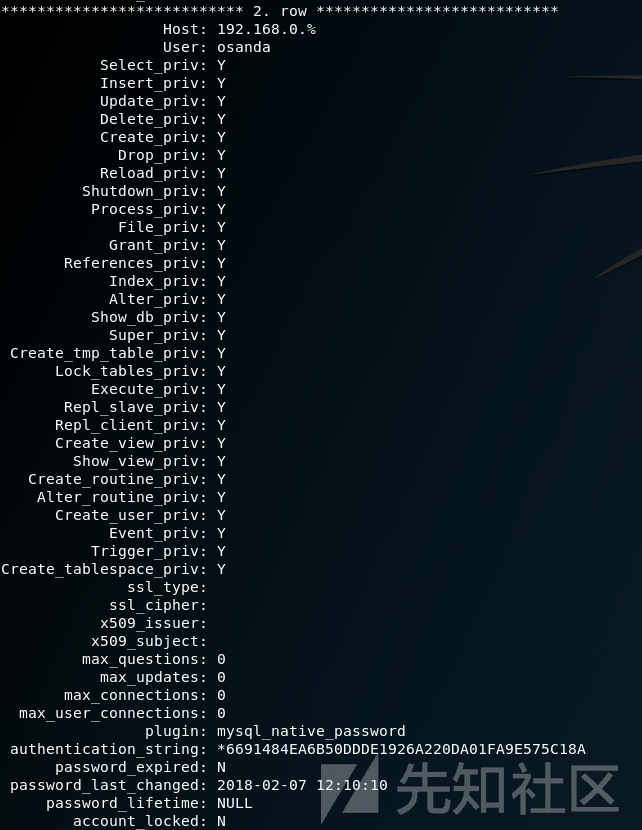 *************************** 2. row ***************************
Host: 192.168.0.%
User: osanda
Select_priv: Y
Insert_priv: Y
Update_priv: Y
Delete_priv: Y
Create_priv: Y
Drop_priv: Y
Reload_priv: Y
Shutdown_priv: Y
Process_priv: Y
File_priv: Y
Grant_priv: Y
References_priv: Y
Index_priv: Y
Alter_priv: Y
Show_db_priv: Y
Super_priv: Y
Create_tmp_table_priv: Y
Lock_tables_priv: Y
Execute_priv: Y
Repl_slave_priv: Y
Repl_client_priv: Y
Create_view_priv: Y
Show_view_priv: Y
Create_routine_priv: Y
Alter_routine_priv: Y
Create_user_priv: Y
Event_priv: Y
Trigger_priv: Y
Create_tablespace_priv: Y
ssl_type:
ssl_cipher:
x509_issuer:
x509_subject:
max_questions: 0
max_updates: 0
max_connections: 0
max_user_connections: 0
plugin: mysql_native_password
authentication_string: *6691484EA6B50DDDE1926A220DA01FA9E575C18A
password_expired: N
password_last_changed: 2018-02-07 12:10:10
password_lifetime: NULL
account_locked: N
先知社区